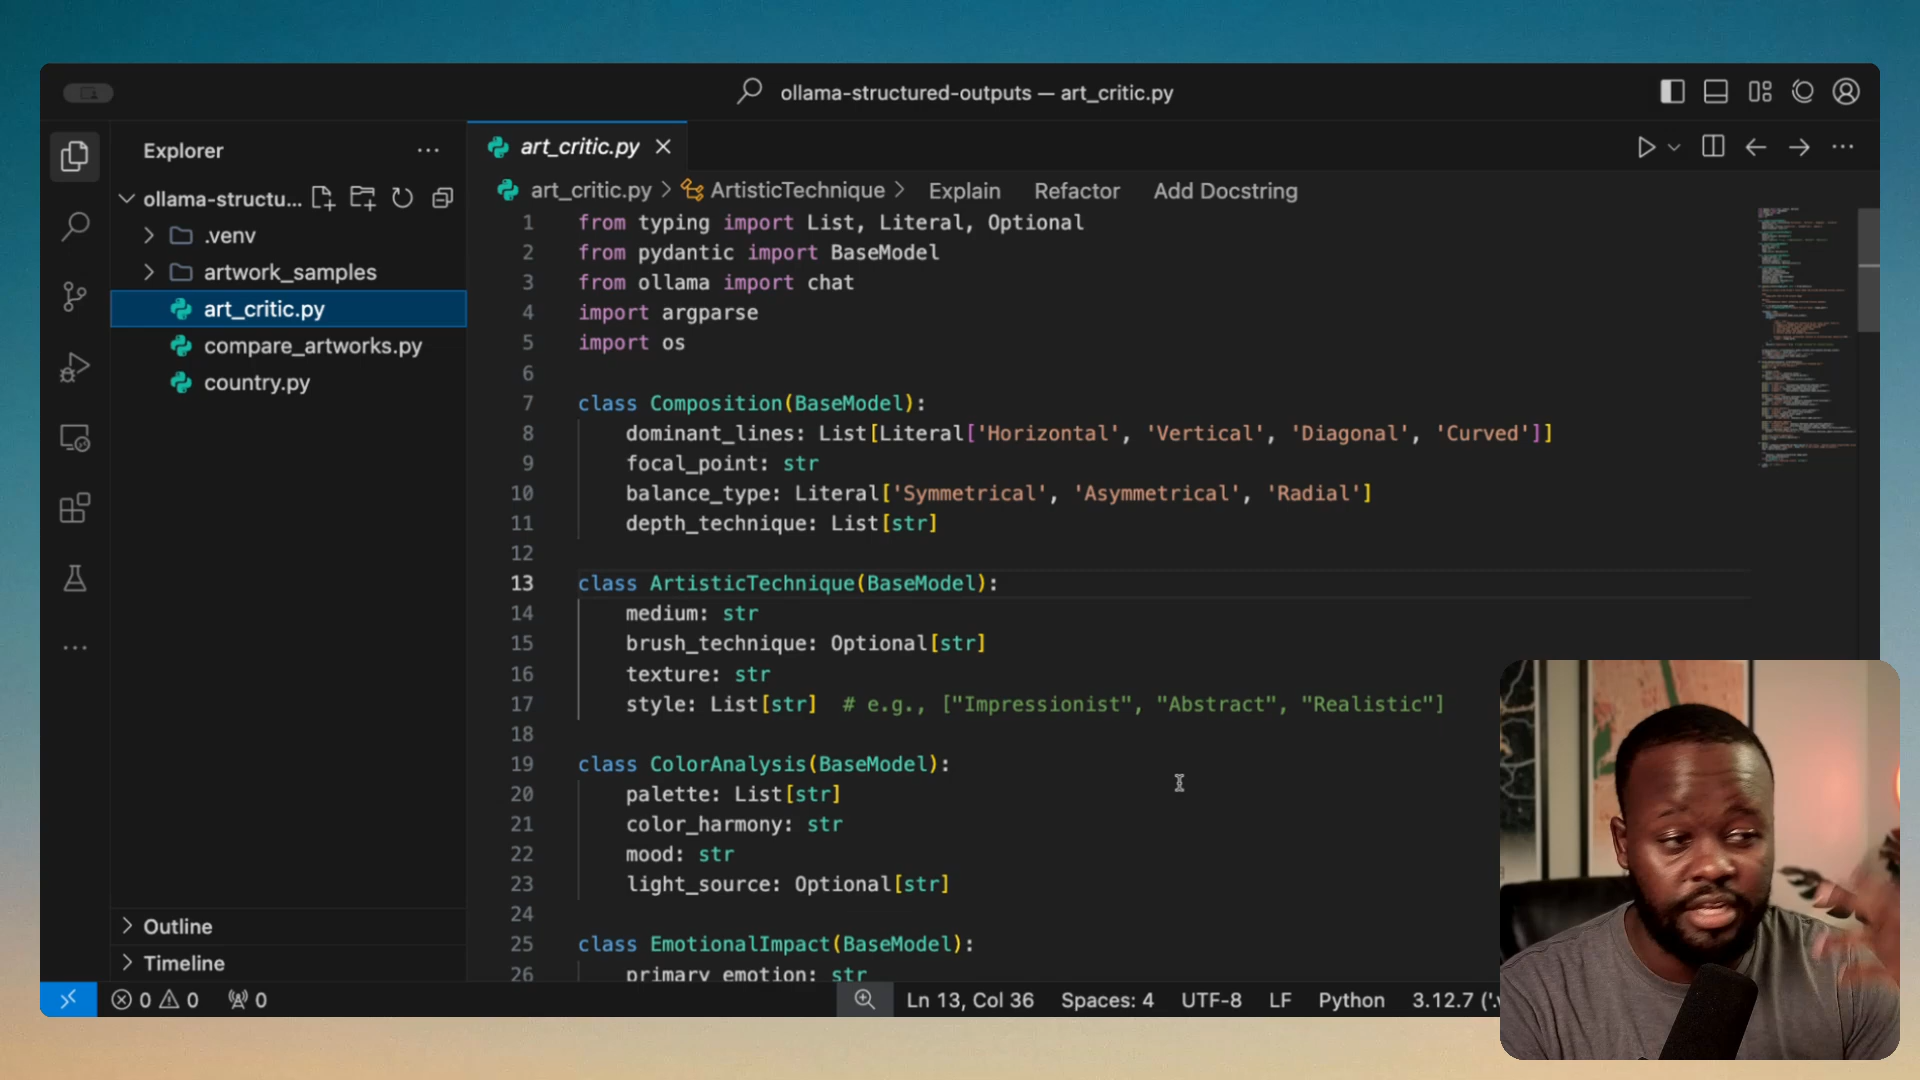 ollama-structured-outputs — art_critic.py
Explorer
ollama-structu...
.venv
artwork_samples
art_critic.py
compare_artworks.py
country.py
Outline
Timeline
art_critic.py
art_critic.py > ArtisticTechnique > Explain Refactor Add Docstring
1 from typing import List, Literal, Optional
2 from pydantic import BaseModel
3 from ollama import chat
4 import argparse
5 import os
6
7 class Composition(BaseModel):
8 dominant_lines: List[Literal['Horizontal', 'Vertical', 'Diagonal', 'Curved']]
9 focal_point: str
10 balance_type: Literal['Symmetrical', 'Asymmetrical', 'Radial']
11 depth_technique: List[str]
12
13 class ArtisticTechnique(BaseModel):
14 medium: str
15 brush_technique: Optional[str]
16 texture: str
17 style: List[str] # e.g., ["Impressionist", "Abstract", "Realistic"]
18
19 class ColorAnalysis(BaseModel):
20 palette: List[str]
21 color_harmony: str
22 mood: str
23 light_source: Optional[str]
24
25 class EmotionalImpact(BaseModel):
26 primary_emotion: str
0 0 0 Ln 13, Col 36 Spaces: 4 UTF-8 LF Python 3.12.7 ('.v